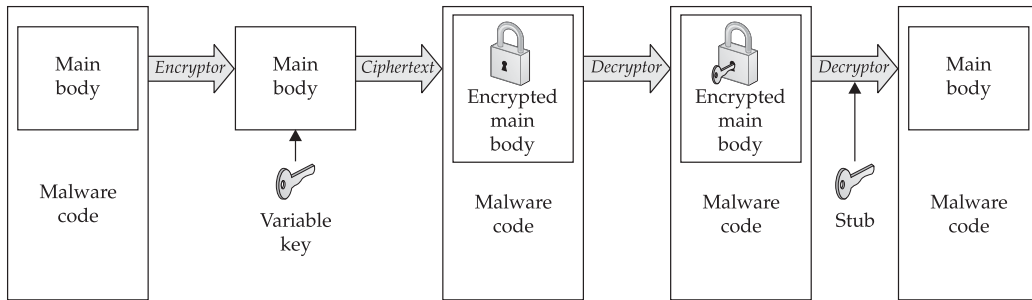 Main
body
Malware
code
Encryptor
Main
body
Variable
key
Ciphertext
Encrypted
main
body
Malware
code
Decryptor
Encrypted
main
body
Malware
code
Decryptor
Stub
Main
body
Malware
code